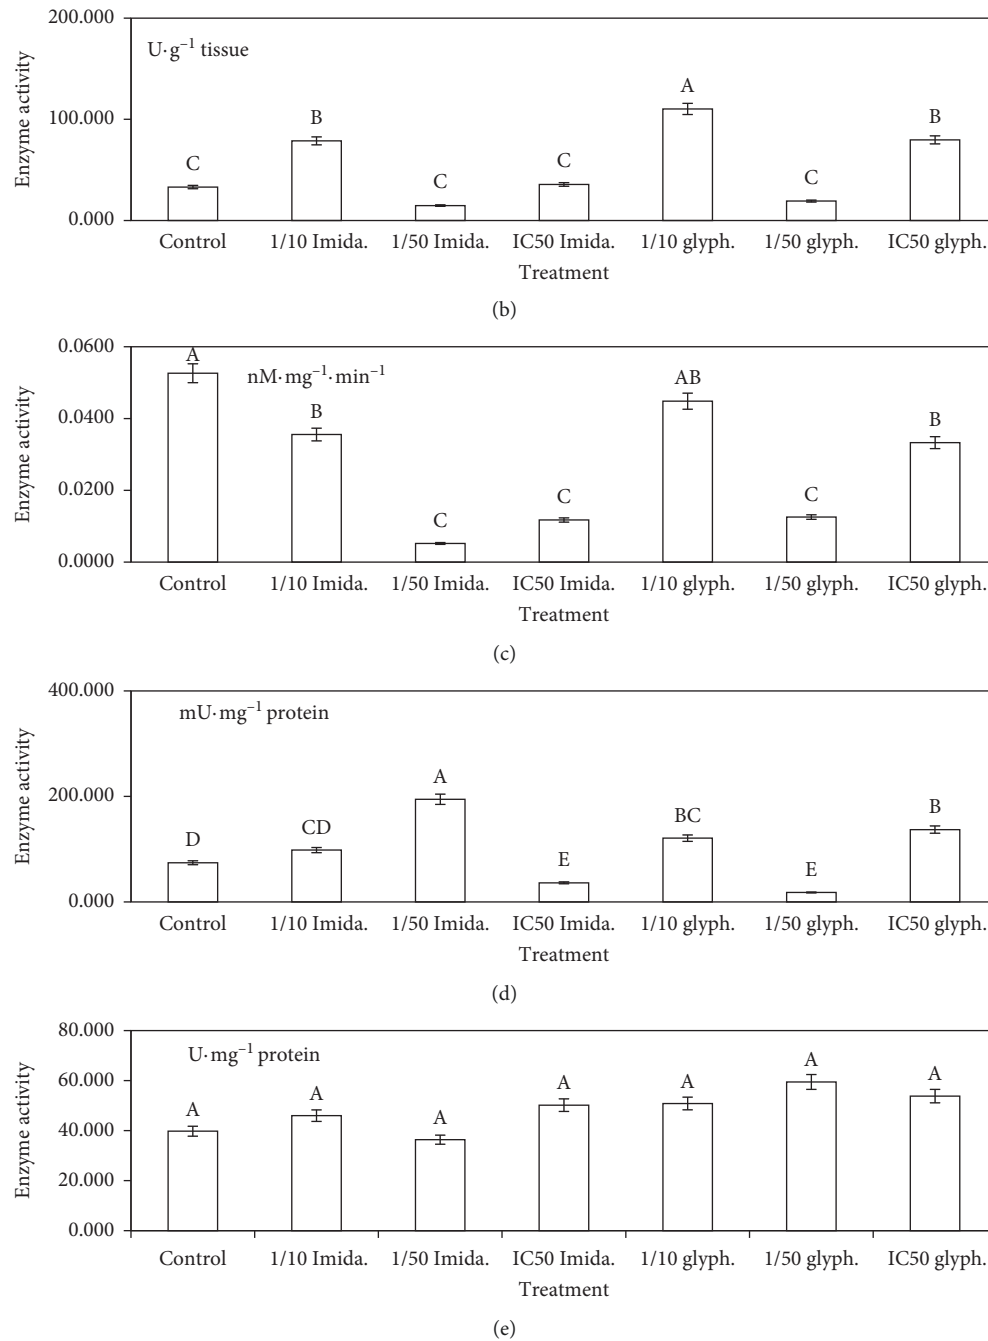 200.000
U·g⁻¹ tissue
A
B
B
100.000
C
C
C
C
0.000
Enzyme activity
Control 1/10 Imida. 1/50 Imida. IC50 Imida. 1/10 glyph. 1/50 glyph. IC50 glyph.
Treatment
(b)
0.0600
A
nM·mg⁻¹·min⁻¹
AB
B
B
0.0400
C
C
C
0.0200
0.0000
Enzyme activity
Control 1/10 Imida. 1/50 Imida. IC50 Imida. 1/10 glyph. 1/50 glyph. IC50 glyph.
Treatment
(c)
400.000
mU·mg⁻¹ protein
A
200.000
D
CD
BC
B
E
E
0.000
Enzyme activity
Control 1/10 Imida. 1/50 Imida. IC50 Imida. 1/10 glyph. 1/50 glyph. IC50 glyph.
Treatment
(d)
80.000
U·mg⁻¹ protein
60.000
A
A
A
A
A
A
A
40.000
20.000
0.000
Enzyme activity
Control 1/10 Imida. 1/50 Imida. IC50 Imida. 1/10 glyph. 1/50 glyph. IC50 glyph.
Treatment
(e)